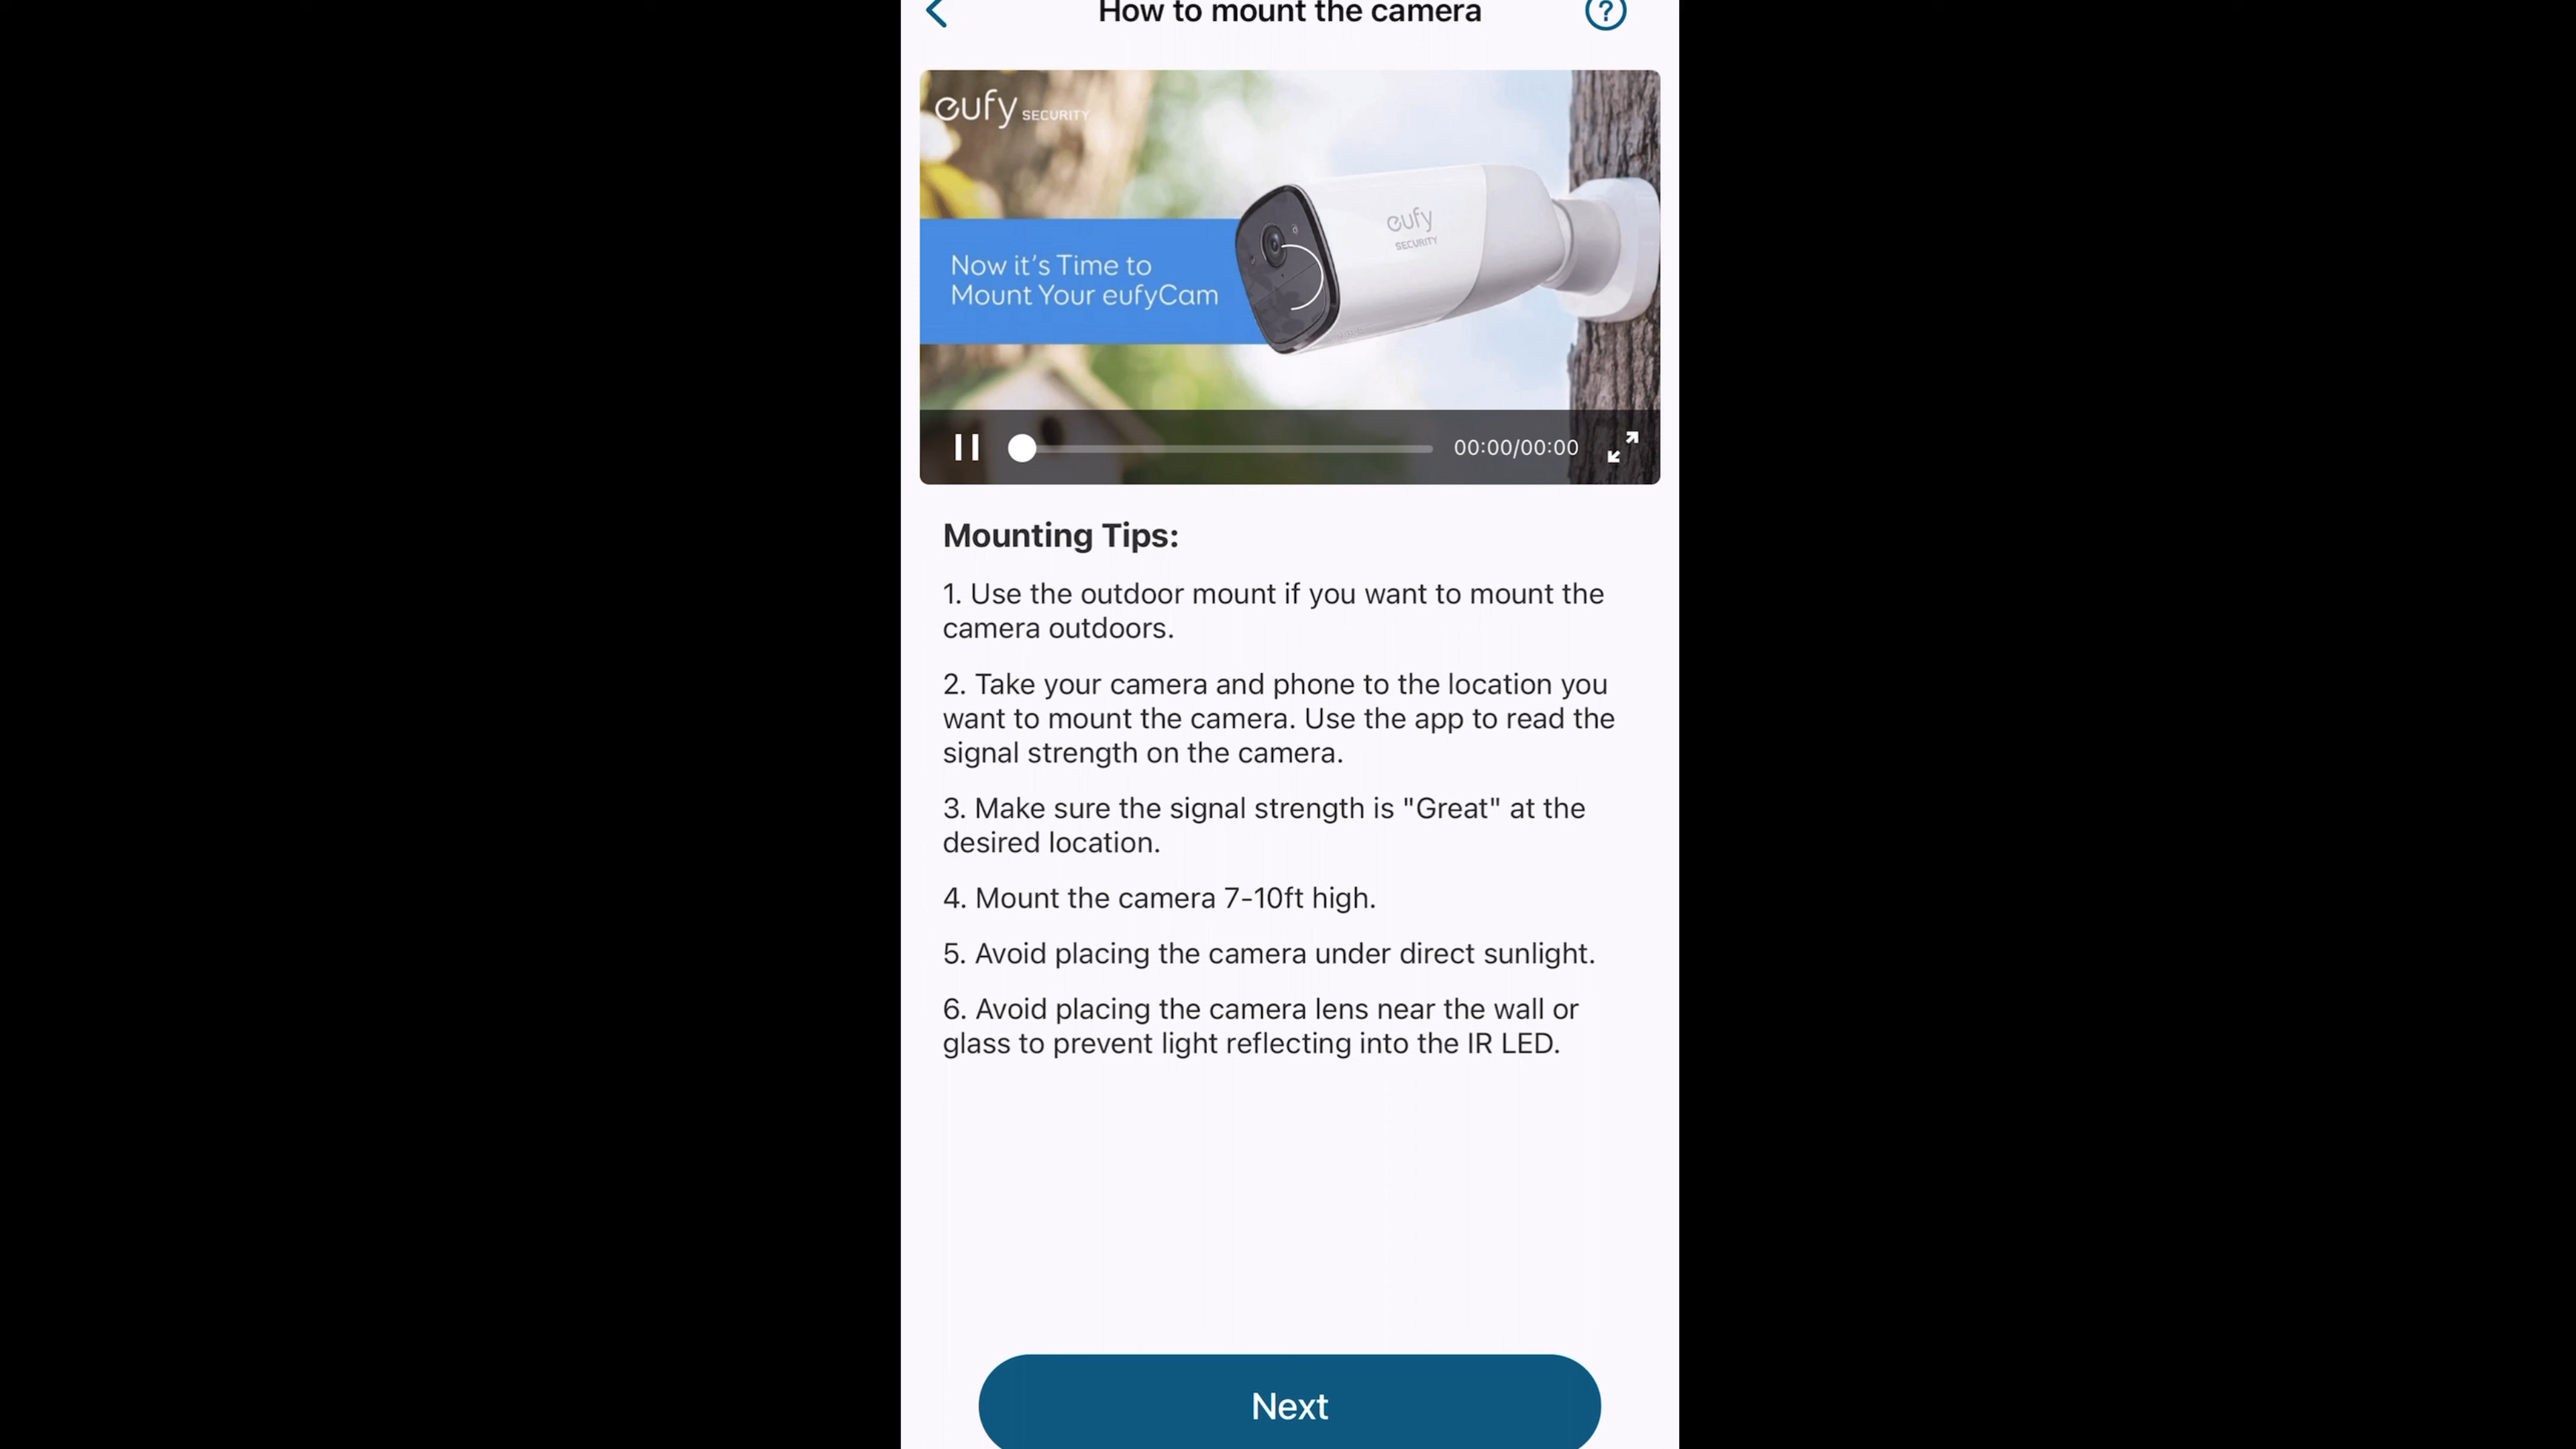 How to mount the camera
?
eufy SECURITY
eufy
SECURITY
Now it's Time to
Mount Your eufyCam
00:00/00:00
Mounting Tips:
1. Use the outdoor mount if you want to mount the
camera outdoors.
2. Take your camera and phone to the location you
want to mount the camera. Use the app to read the
signal strength on the camera.
3. Make sure the signal strength is "Great" at the
desired location.
4. Mount the camera 7-10ft high.
5. Avoid placing the camera under direct sunlight.
6. Avoid placing the camera lens near the wall or
glass to prevent light reflecting into the IR LED.
Next